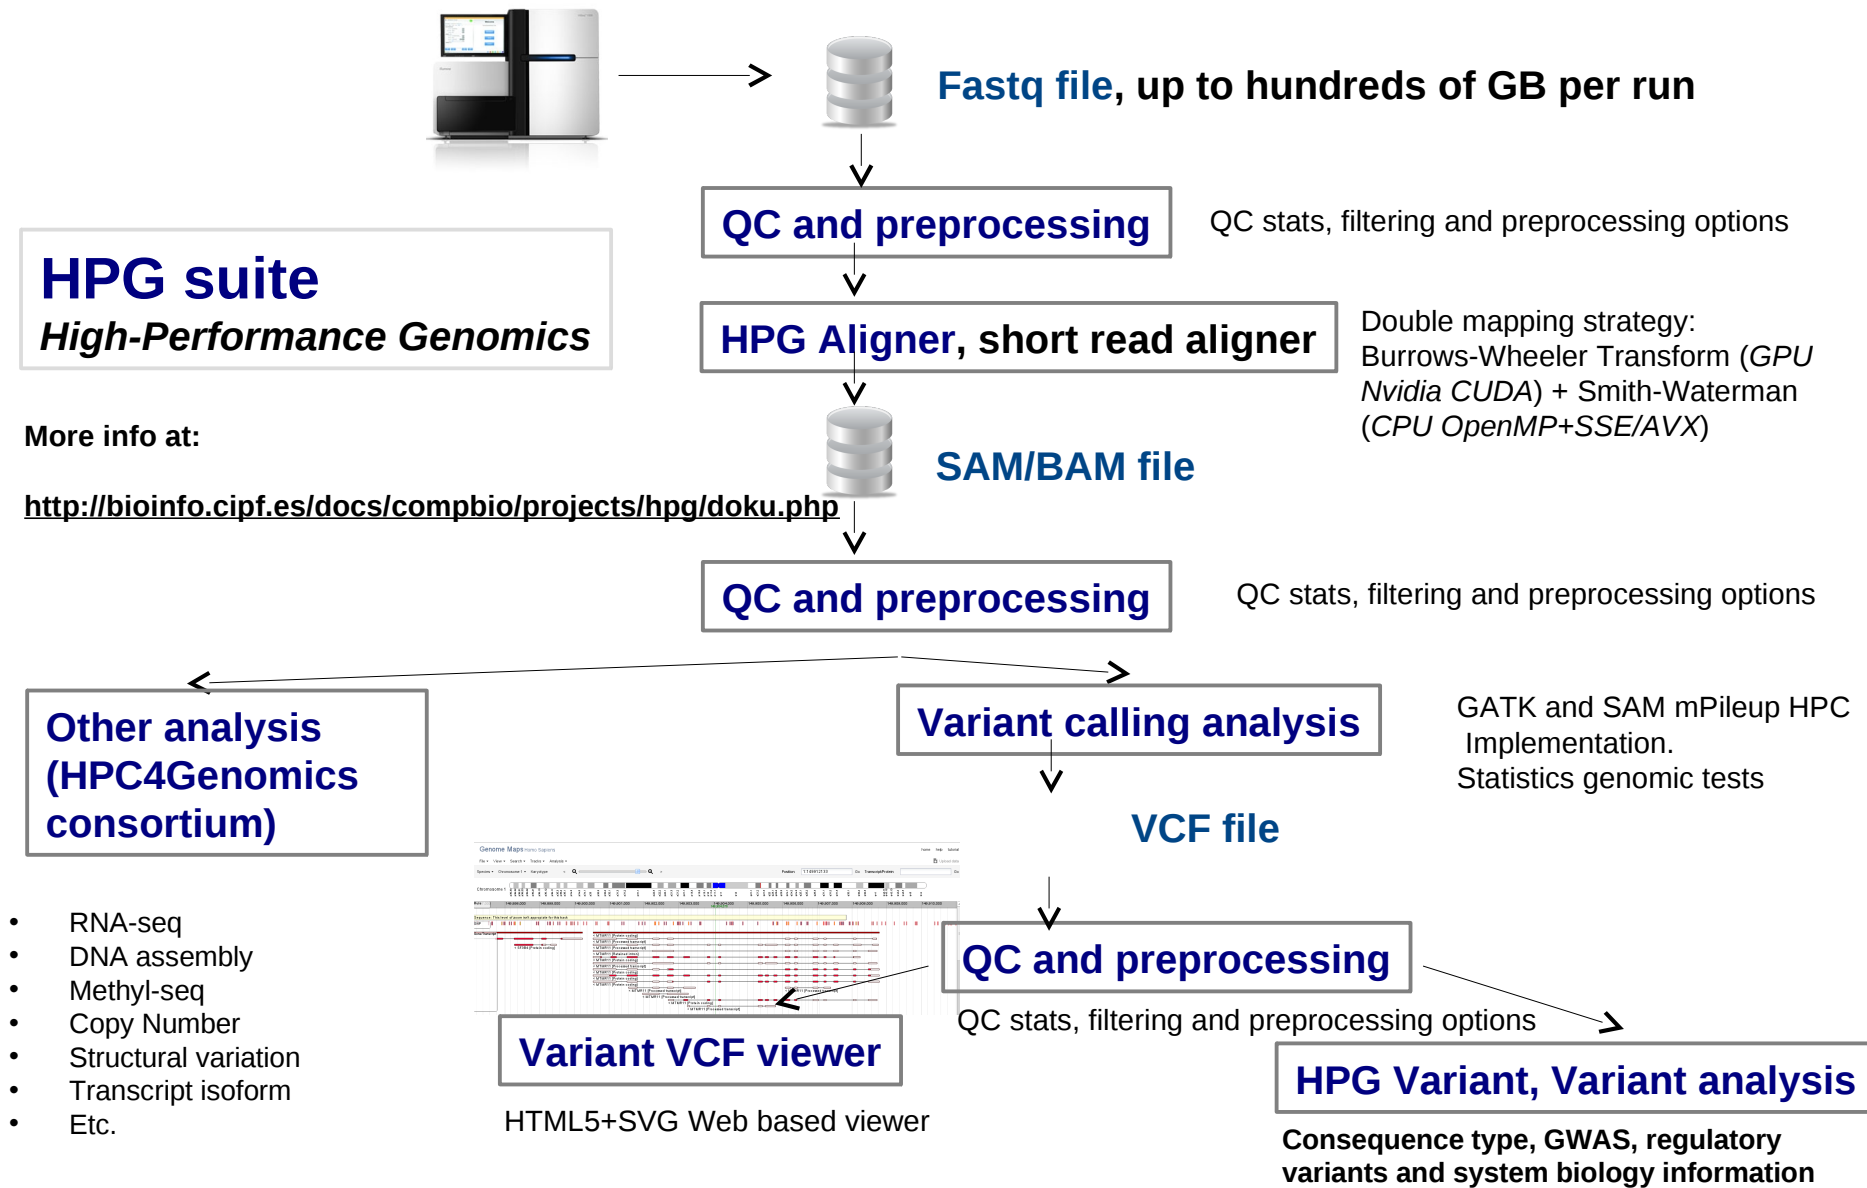 Fastq file, up to hundreds of GB per run
QC and preprocessing
QC stats, filtering and preprocessing options
HPG suite
High-Performance Genomics
HPG Aligner, short read aligner
Double mapping strategy:
Burrows-Wheeler Transform (GPU
Nvidia CUDA) + Smith-Waterman
(CPU OpenMP+SSE/AVX)
More info at:
http://bioinfo.cipf.es/docs/compbio/projects/hpg/doku.php
SAM/BAM file
QC and preprocessing
QC stats, filtering and preprocessing options
Other analysis
(HPC4Genomics
consortium)
Variant calling analysis
GATK and SAM mPileup HPC
Implementation.
Statistics genomic tests
VCF file
RNA-seq
DNA assembly
Methyl-seq
Copy Number
Structural variation
Transcript isoform
Etc.
Genome Maps Homo Sapiens
QC and preprocessing
QC stats, filtering and preprocessing options
Variant VCF viewer
HTML5+SVG Web based viewer
HPG Variant, Variant analysis
Consequence type, GWAS, regulatory
variants and system biology information